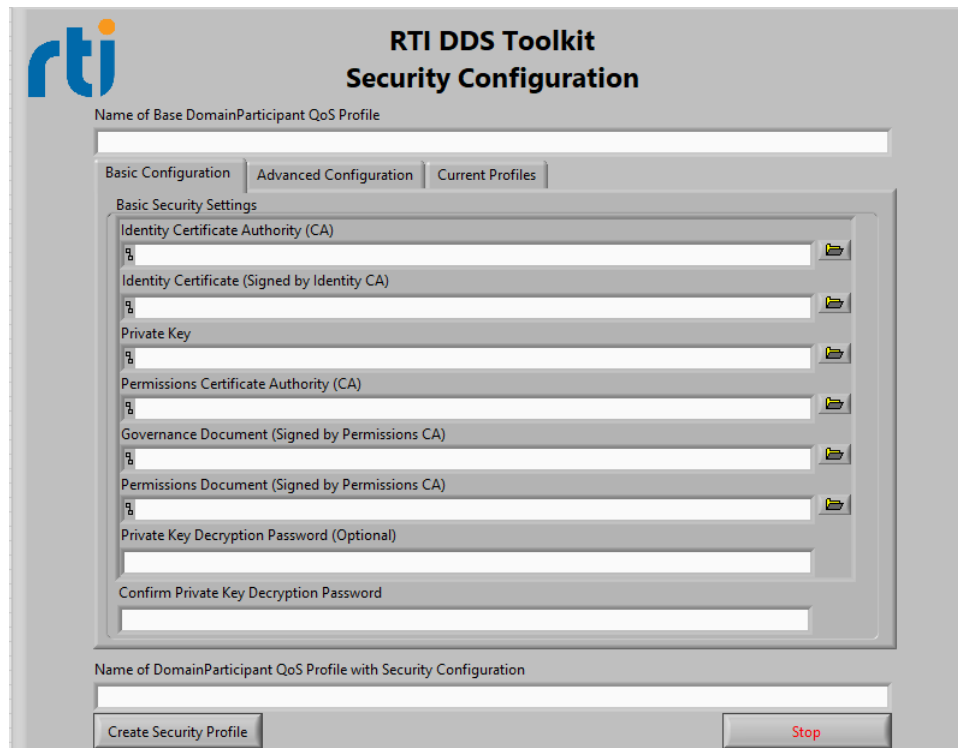 rti
RTI DDS Toolkit
Security Configuration
Name of Base DomainParticipant QoS Profile
Basic Configuration
Advanced Configuration
Current Profiles
Basic Security Settings
Identity Certificate Authority (CA)
Identity Certificate (Signed by Identity CA)
Private Key
Permissions Certificate Authority (CA)
Governance Document (Signed by Permissions CA)
Permissions Document (Signed by Permissions CA)
Private Key Decryption Password (Optional)
Confirm Private Key Decryption Password
Name of DomainParticipant QoS Profile with Security Configuration
Create Security Profile
Stop